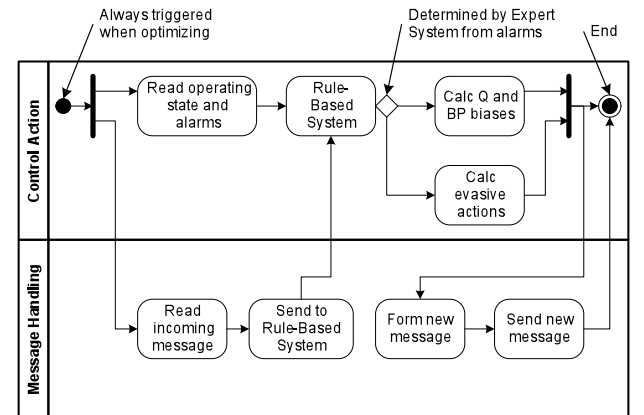 Always triggered
when optimizing
Determined by Expert
System from alarms
End
Control Action
Read operating
state and
alarms
Rule-
Based
System
Calc Q and
BP biases
Calc
evasive
actions
Message Handling
Read
incoming
message
Send to
Rule-Based
System
Form new
message
Send new
message